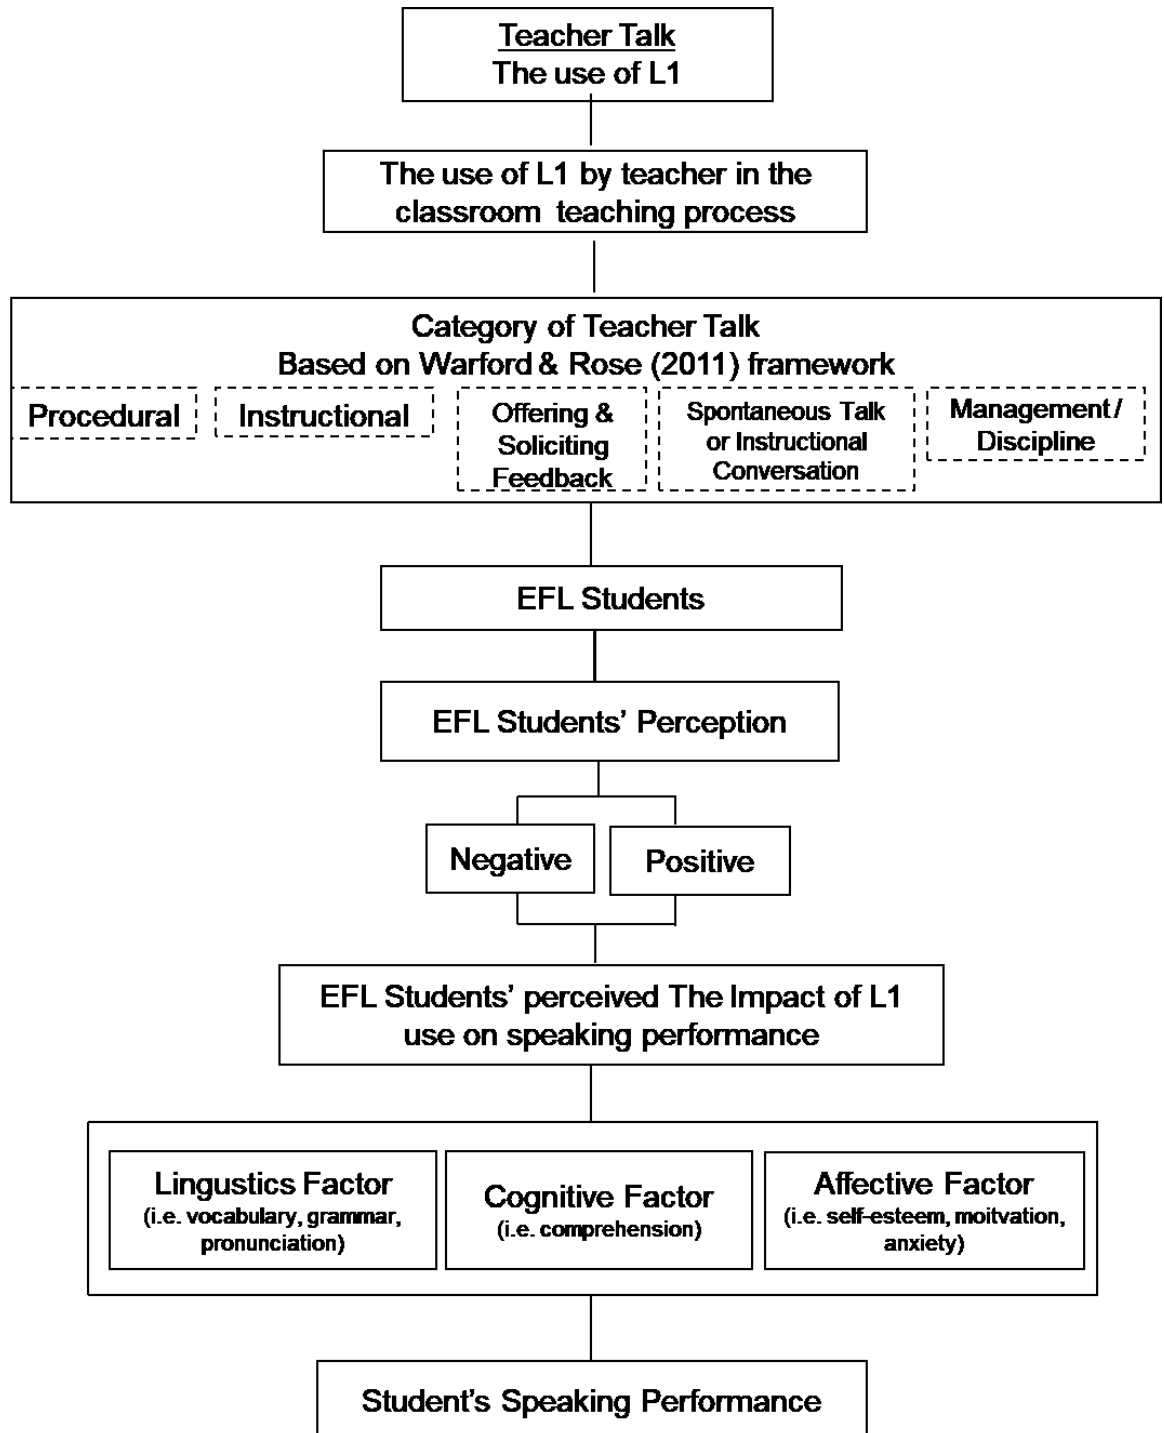 Teacher Talk
The use of L1
The use of L1 by teacher in the
classroom teaching process
Category of Teacher Talk
Based on Warford & Rose (2011) framework
Procedural
Instructional
Offering &
Soliciting
Feedback
Spontaneous Talk
or Instructional
Conversation
Management /
Discipline
EFL Students
EFL Students’ Perception
Negative
Positive
EFL Students’ perceived The Impact of L1
use on speaking performance
Lingustics Factor
(i.e. vocabulary, grammar,
pronunciation)
Cognitive Factor
(i.e. comprehension)
Affective Factor
(i.e. self-esteem, moitvation,
anxiety)
Student’s Speaking Performance